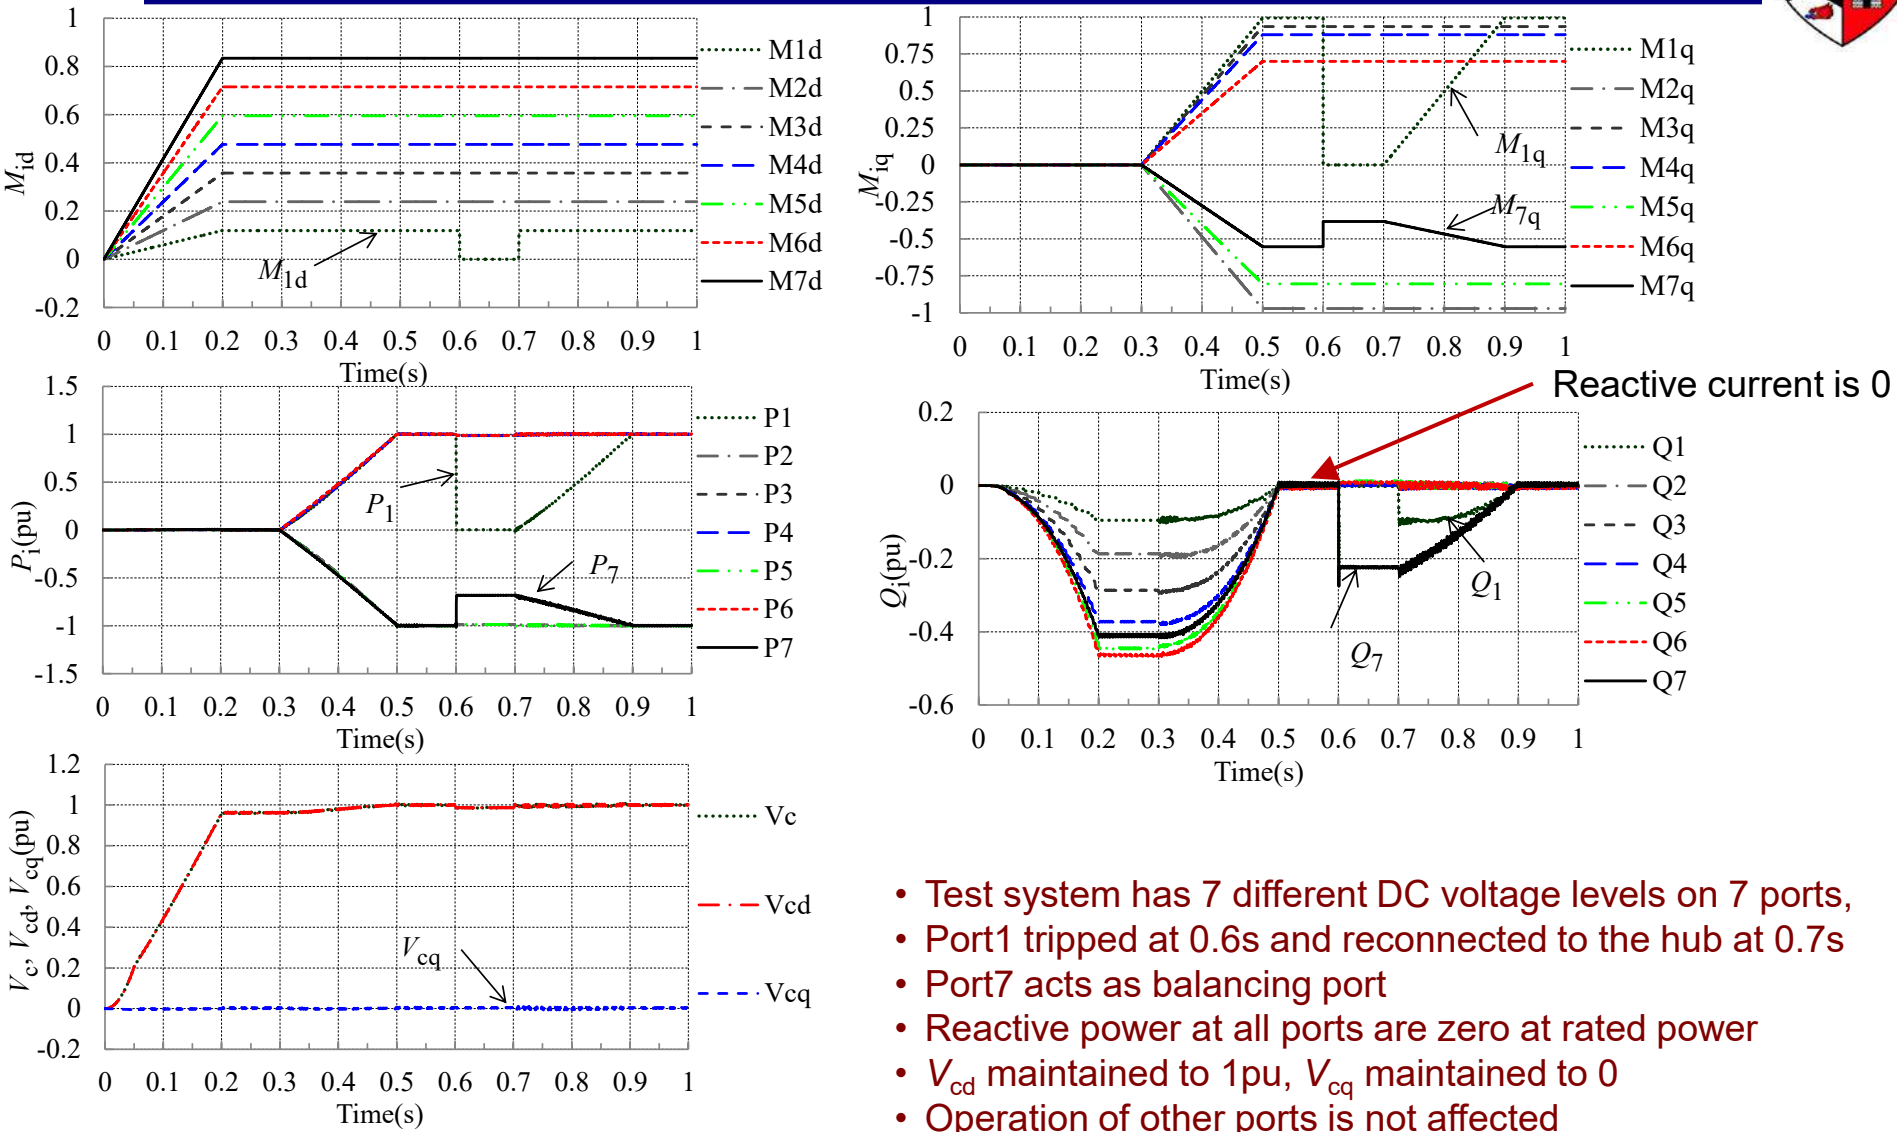 1
0.8
0.6
0.4
0.2
0
-0.2
Mid
0 0.1 0.2 0.3 0.4 0.5 0.6 0.7 0.8 0.9 1
Time(s)
M1d
M1d
M2d
M3d
M4d
M5d
M6d
M7d
1
0.75
0.5
0.25
0
-0.25
-0.5
-0.75
-1
Miq
0 0.1 0.2 0.3 0.4 0.5 0.6 0.7 0.8 0.9 1
Time(s)
M1q
M7q
M1q
M2q
M3q
M4q
M5q
M6q
M7q
1.5
1
0.5
0
-0.5
-1
-1.5
Pi(pu)
0 0.1 0.2 0.3 0.4 0.5 0.6 0.7 0.8 0.9 1
Time(s)
P1
P7
P1
P2
P3
P4
P5
P6
P7
Reactive current is 0
0.2
0
-0.2
-0.4
-0.6
Qi(pu)
0 0.1 0.2 0.3 0.4 0.5 0.6 0.7 0.8 0.9 1
Time(s)
Q1
Q7
Q1
Q2
Q3
Q4
Q5
Q6
Q7
1.2
1
0.8
0.6
0.4
0.2
0
-0.2
Vc, Vcd, Vcq(pu)
0 0.1 0.2 0.3 0.4 0.5 0.6 0.7 0.8 0.9 1
Time(s)
Vcq
Vc
Vcd
Vcq
• Test system has 7 different DC voltage levels on 7 ports,
• Port1 tripped at 0.6s and reconnected to the hub at 0.7s
• Port7 acts as balancing port
• Reactive power at all ports are zero at rated power
• Vcd maintained to 1pu, Vcq maintained to 0
• Operation of other ports is not affected